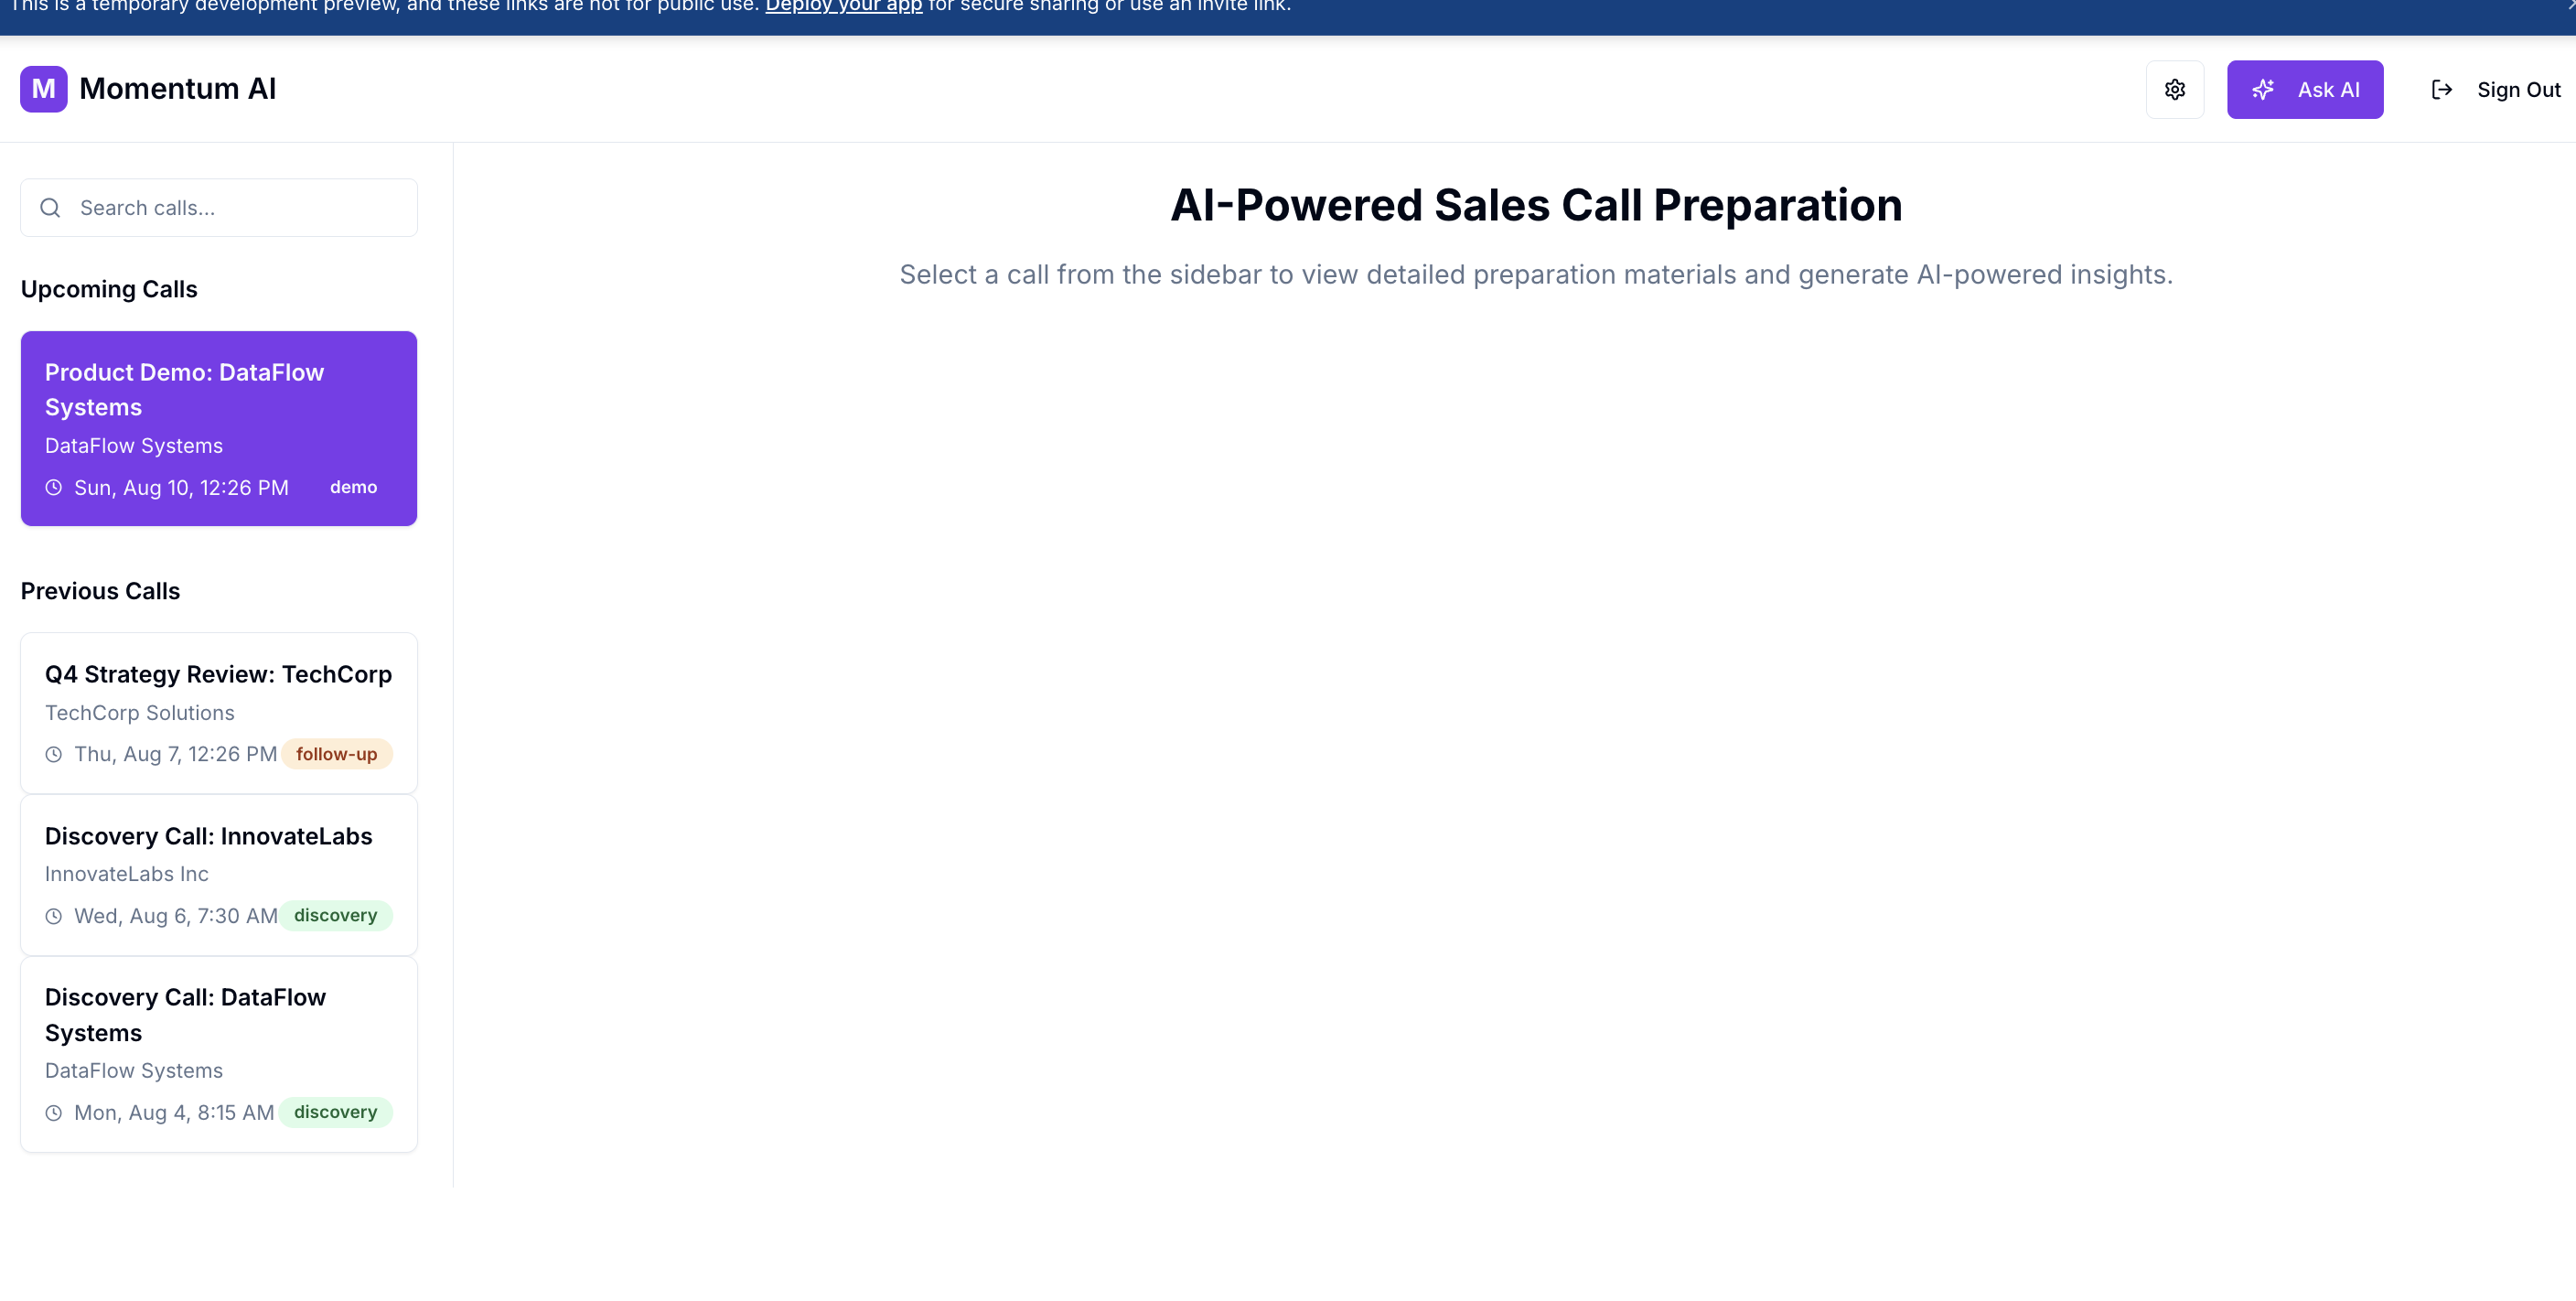 This is a temporary development preview, and these links are not for public use. Deploy your app for secure sharing or use an invite link.
M Momentum AI
Ask AI
Sign Out
Search calls...
Upcoming Calls
Product Demo: DataFlow
Systems
DataFlow Systems
Sun, Aug 10, 12:26 PM demo
Previous Calls
Q4 Strategy Review: TechCorp
TechCorp Solutions
Thu, Aug 7, 12:26 PM follow-up
Discovery Call: InnovateLabs
InnovateLabs Inc
Wed, Aug 6, 7:30 AM discovery
Discovery Call: DataFlow
Systems
DataFlow Systems
Mon, Aug 4, 8:15 AM discovery
AI-Powered Sales Call Preparation
Select a call from the sidebar to view detailed preparation materials and generate AI-powered insights.